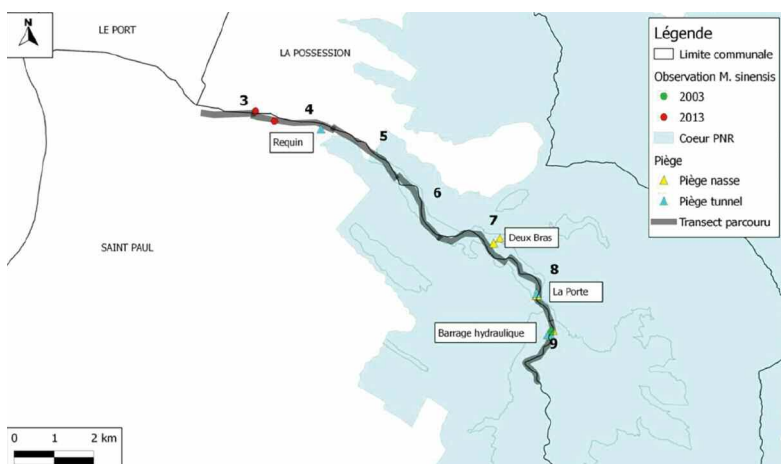 N
LE PORT
LA POSSESSION
3
4
Requin
5
6
SAINT PAUL
7
Deux Bras
8
La Porte
Barrage hydraulique
9
0 1 2 km
Légende
Limite communale
Observation M. sinensis
2003
2013
Coeur PNR
Piège
Piège nasse
Piège tunnel
Transect parcouru